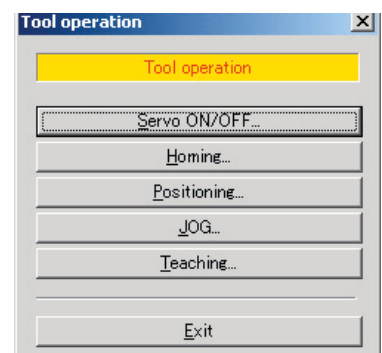 Tool operation
Tool operation
Servo ON/OFF...
Homing...
Positioning...
JOG...
Teaching...
Exit